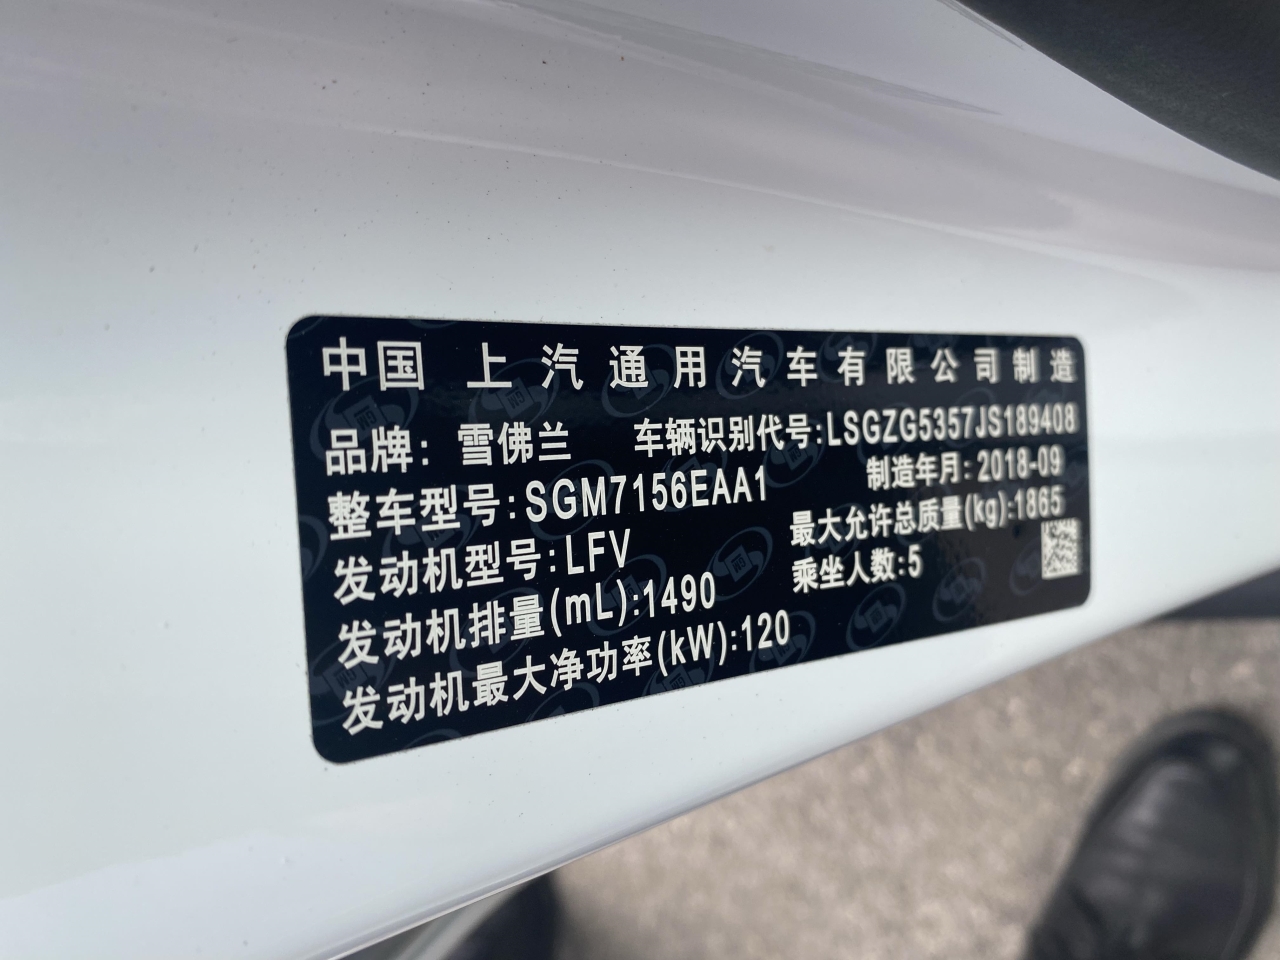 中国 上汽通用汽车有限公司制造
品牌: 雪佛兰 车辆识别代号:LSGZG5357JS189408
整车型号:SGM7156EAA1 制造年月:2018-09
发动机型号:LFV 最大允许总质量(kg):1865
发动机排量(mL):1490 乘坐人数:5
发动机最大净功率(kW):120